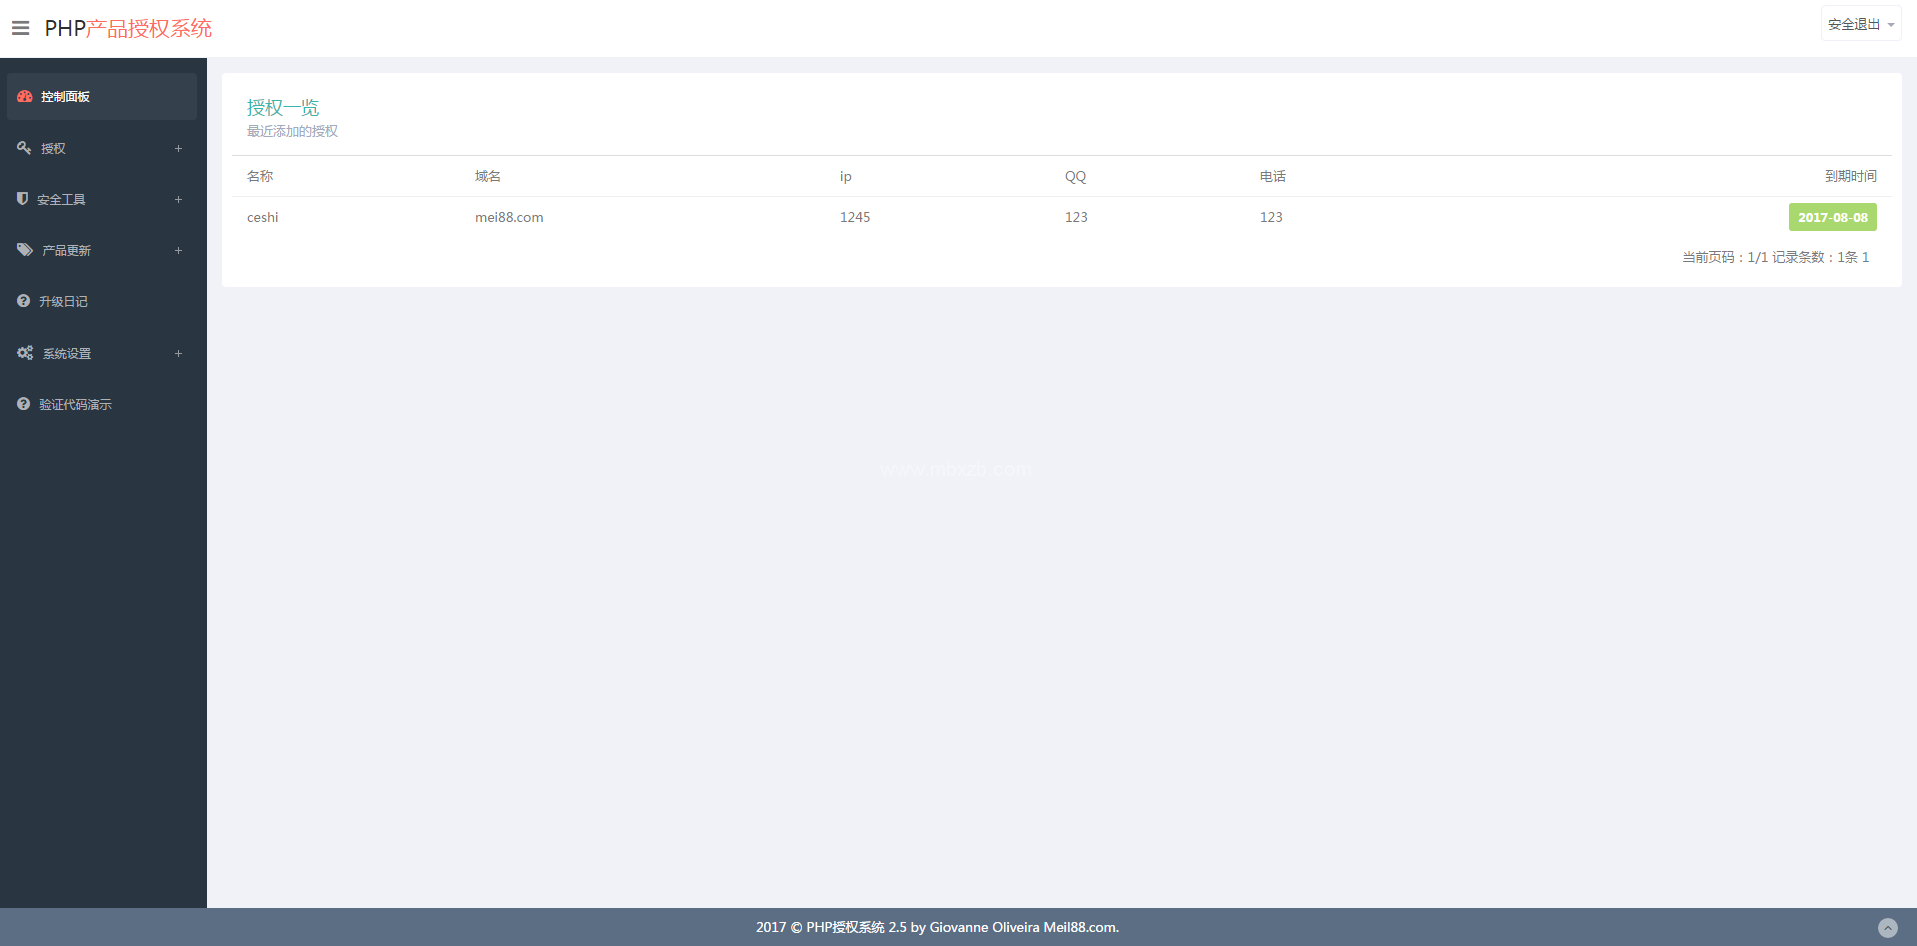 PHP产品授权系统
安全退出
控制面板
授权 +
安全工具 +
产品更新 +
升级日记
系统设置 +
验证代码演示
授权一览
最近添加的授权
名称 域名 ip QQ 电话 到期时间
ceshi mei88.com 1245 123 123 2017-08-08
当前页码：1/1 记录条数：1条 1
www.mbxzb.com
2017 © PHP授权系统 2.5 by Giovanne Oliveira Meil88.com.